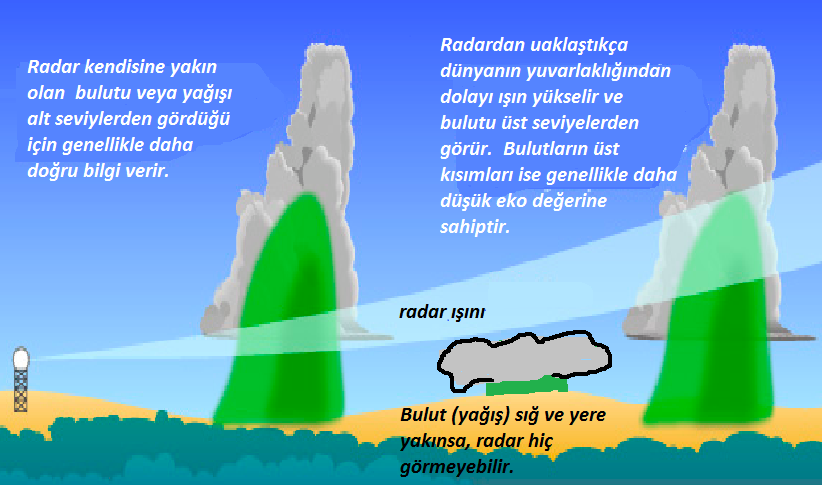 Radar kendisine yakın
olan  bulutu veya yağışı
alt seviylerden gördüğü
için genellikle daha
doğru bilgi verir.
Radardan uaklaştıkça
dünyanın yuvarlaklığından
dolayı ışın yükselir ve
bulutu üst seviyelerden
görür.  Bulutların üst
kısımları ise genellikle daha
düşük eko değerine
sahiptir.
radar ışını
Bulut (yağış) sığ ve yere
yakınsa, radar hiç
görmeyebilir.